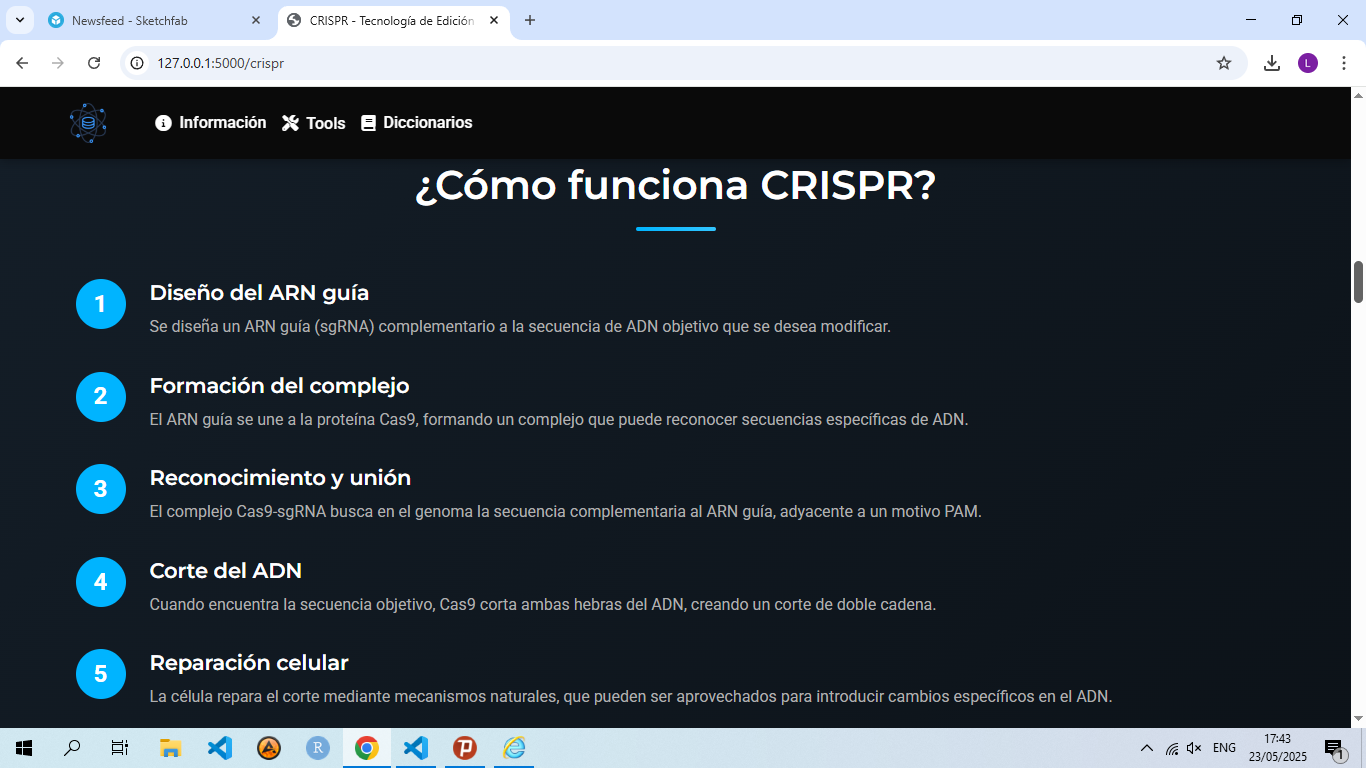 Newsfeed - Sketchfab
CRISPR - Tecnología de Edición
127.0.0.1:5000/crispr
L
Información
Tools
Diccionarios
¿Cómo funciona CRISPR?
1
Diseño del ARN guía
Se diseña un ARN guía (sgRNA) complementario a la secuencia de ADN objetivo que se desea modificar.
2
Formación del complejo
El ARN guía se une a la proteína Cas9, formando un complejo que puede reconocer secuencias específicas de ADN.
3
Reconocimiento y unión
El complejo Cas9-sgRNA busca en el genoma la secuencia complementaria al ARN guía, adyacente a un motivo PAM.
4
Corte del ADN
Cuando encuentra la secuencia objetivo, Cas9 corta ambas hebras del ADN, creando un corte de doble cadena.
5
Reparación celular
La célula repara el corte mediante mecanismos naturales, que pueden ser aprovechados para introducir cambios específicos en el ADN.
R
P
ENG
17:43
23/05/2025
1